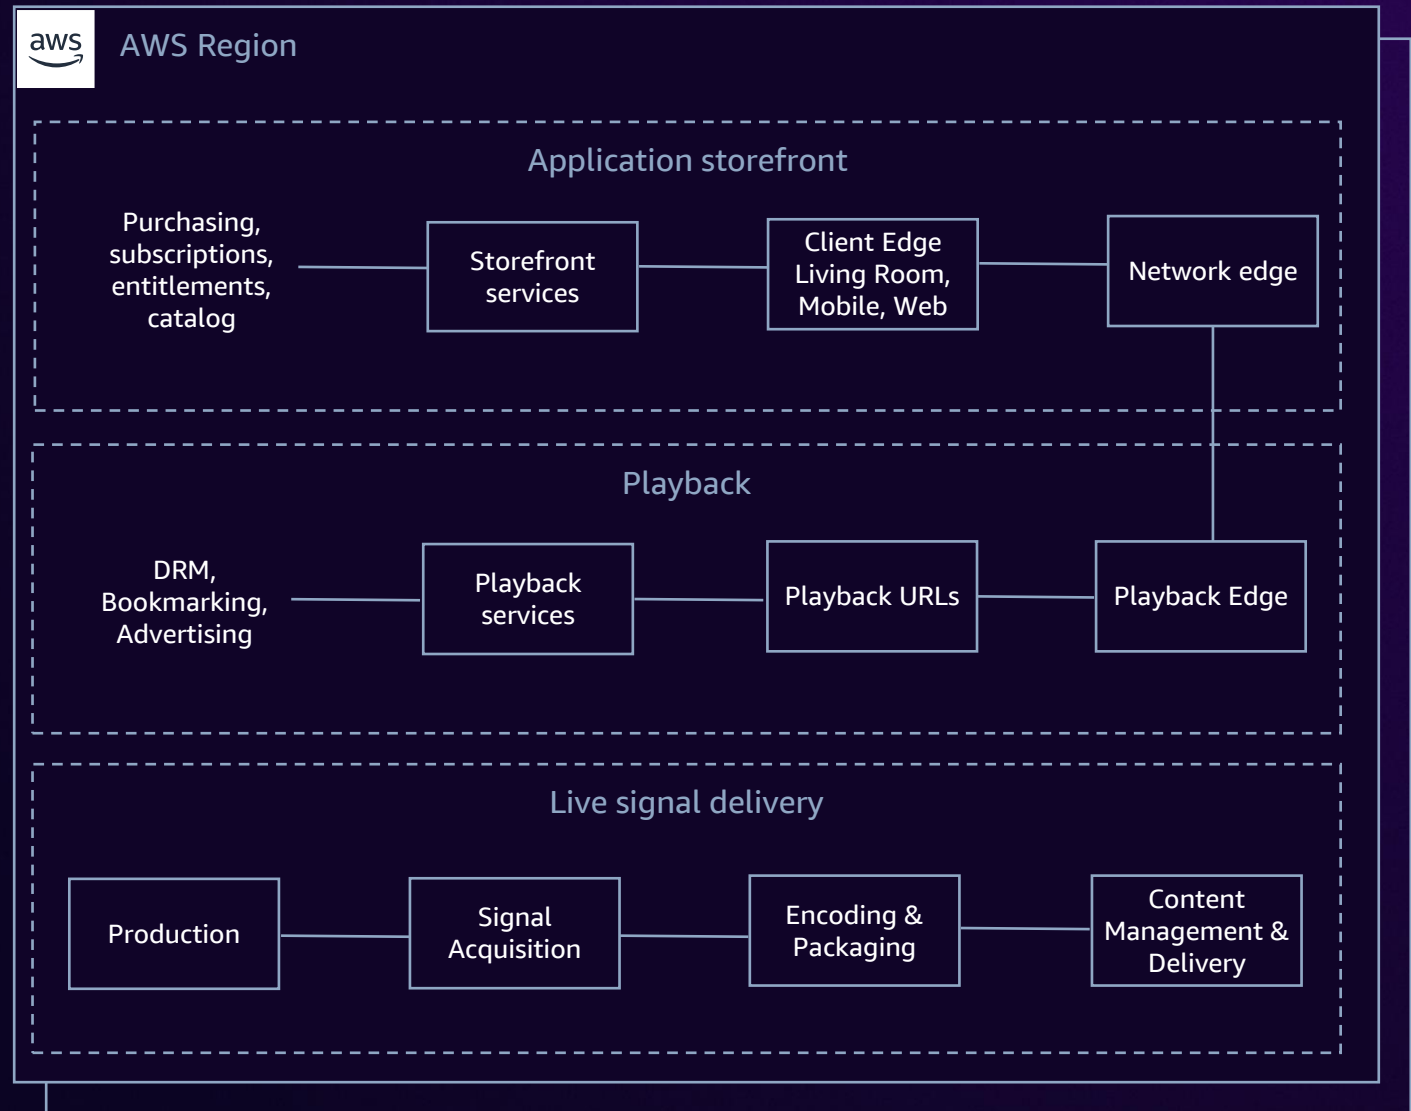 aws
AWS Region
Application storefront
Purchasing,
subscriptions,
entitlements,
catalog
Storefront
services
Client Edge
Living Room,
Mobile, Web
Network edge
Playback
DRM,
Bookmarking,
Advertising
Playback
services
Playback URLs
Playback Edge
Live signal delivery
Production
Signal
Acquisition
Encoding &
Packaging
Content
Management &
Delivery